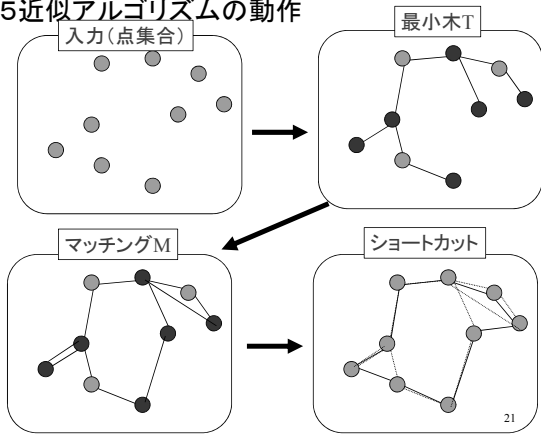 5近似アルゴリズムの動作
入力(点集合)
最小木T
マッチングM
ショートカット
21